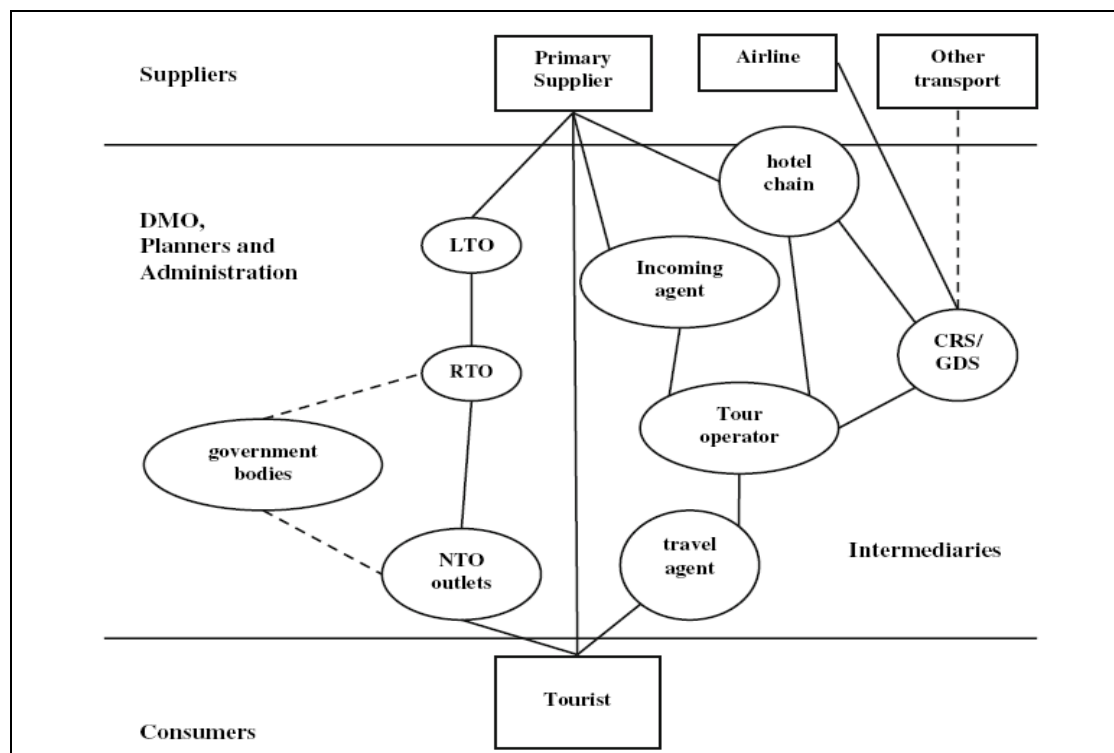 Suppliers
Primary
Supplier
Airline
Other
transport
hotel
chain
DMO,
Planners and
Administration
LTO
Incoming
agent
CRS/
GDS
RTO
Tour
operator
government
bodies
NTO
outlets
travel
agent
Intermediaries
Tourist
Consumers